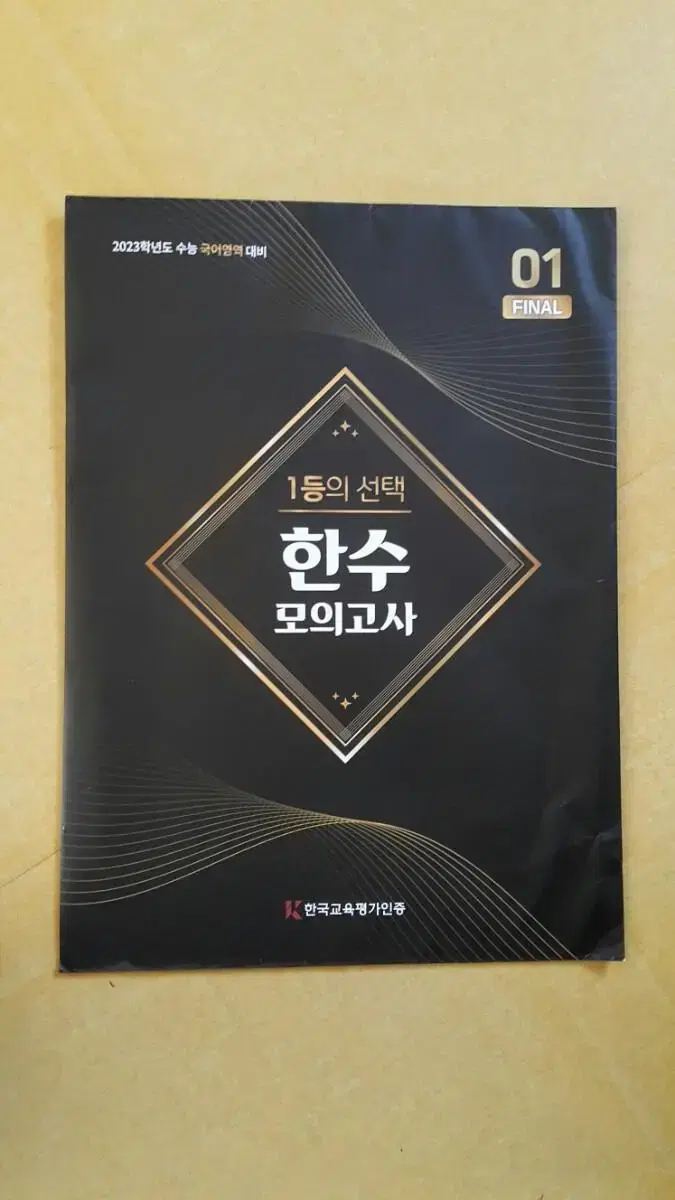 2023학년도 수능 국어영역 대비
01
FINAL
1등의 선택
한수
모의고사
한국교육평가인증